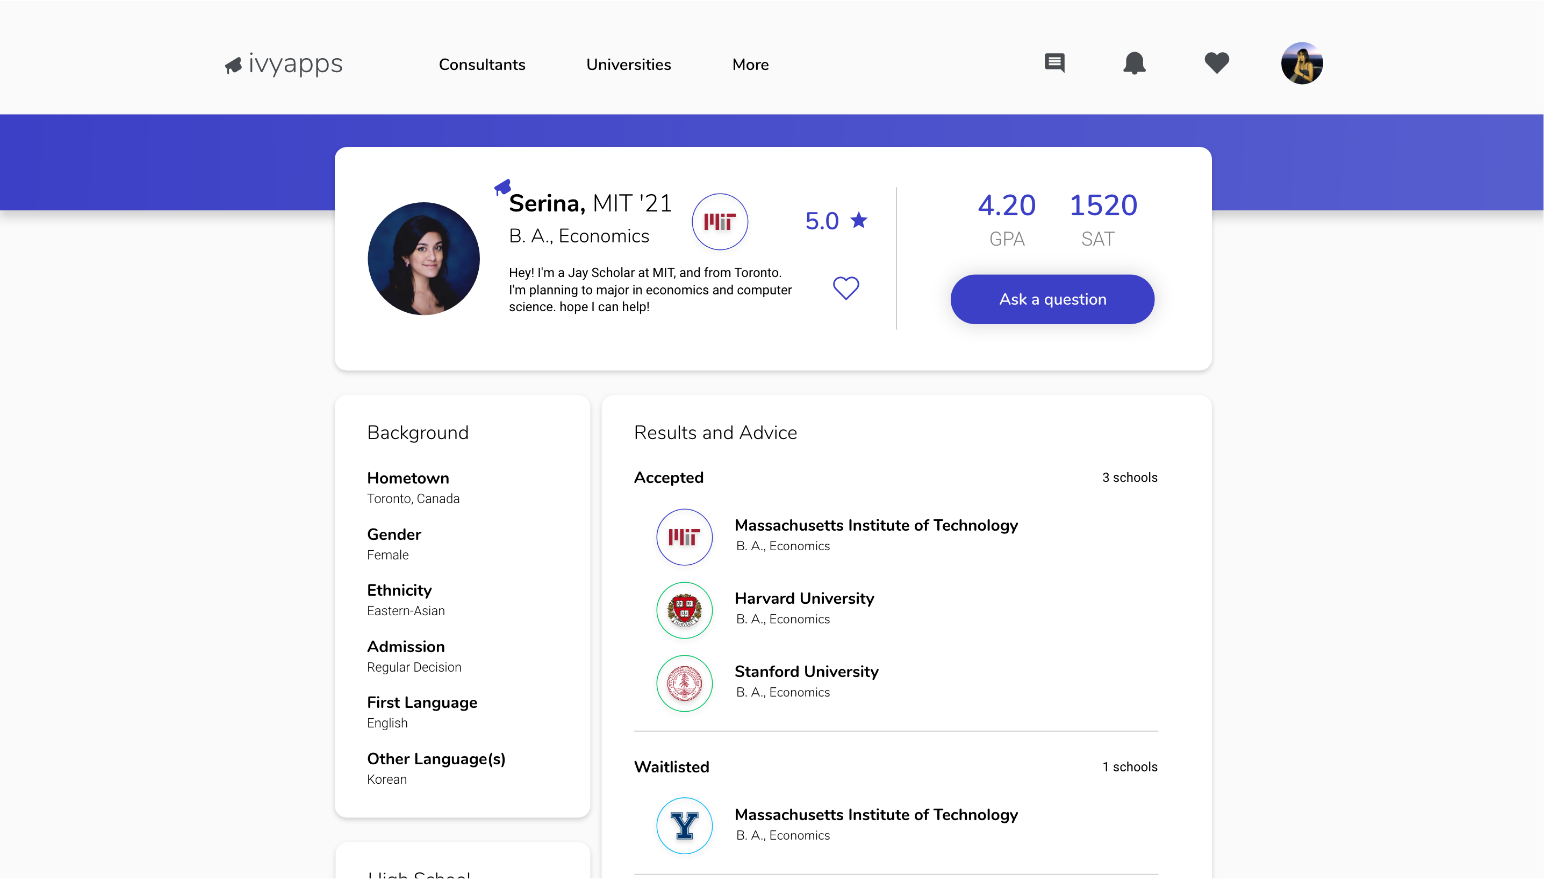 ivyapps
Consultants
Universities
More
Serina, MIT '21
B. A., Economics
MIT
Hey! I'm a Jay Scholar at MIT, and from Toronto.
I'm planning to major in economics and computer
science. hope I can help!
5.0
4.20
GPA
1520
SAT
Ask a question
Background
Hometown
Toronto, Canada
Gender
Female
Ethnicity
Eastern-Asian
Admission
Regular Decision
First Language
English
Other Language(s)
Korean
High School
Results and Advice
Accepted
3 schools
MIT
Massachusetts Institute of Technology
B. A., Economics
Harvard University
B. A., Economics
Stanford University
B. A., Economics
Waitlisted
1 schools
Y
Massachusetts Institute of Technology
B. A., Economics